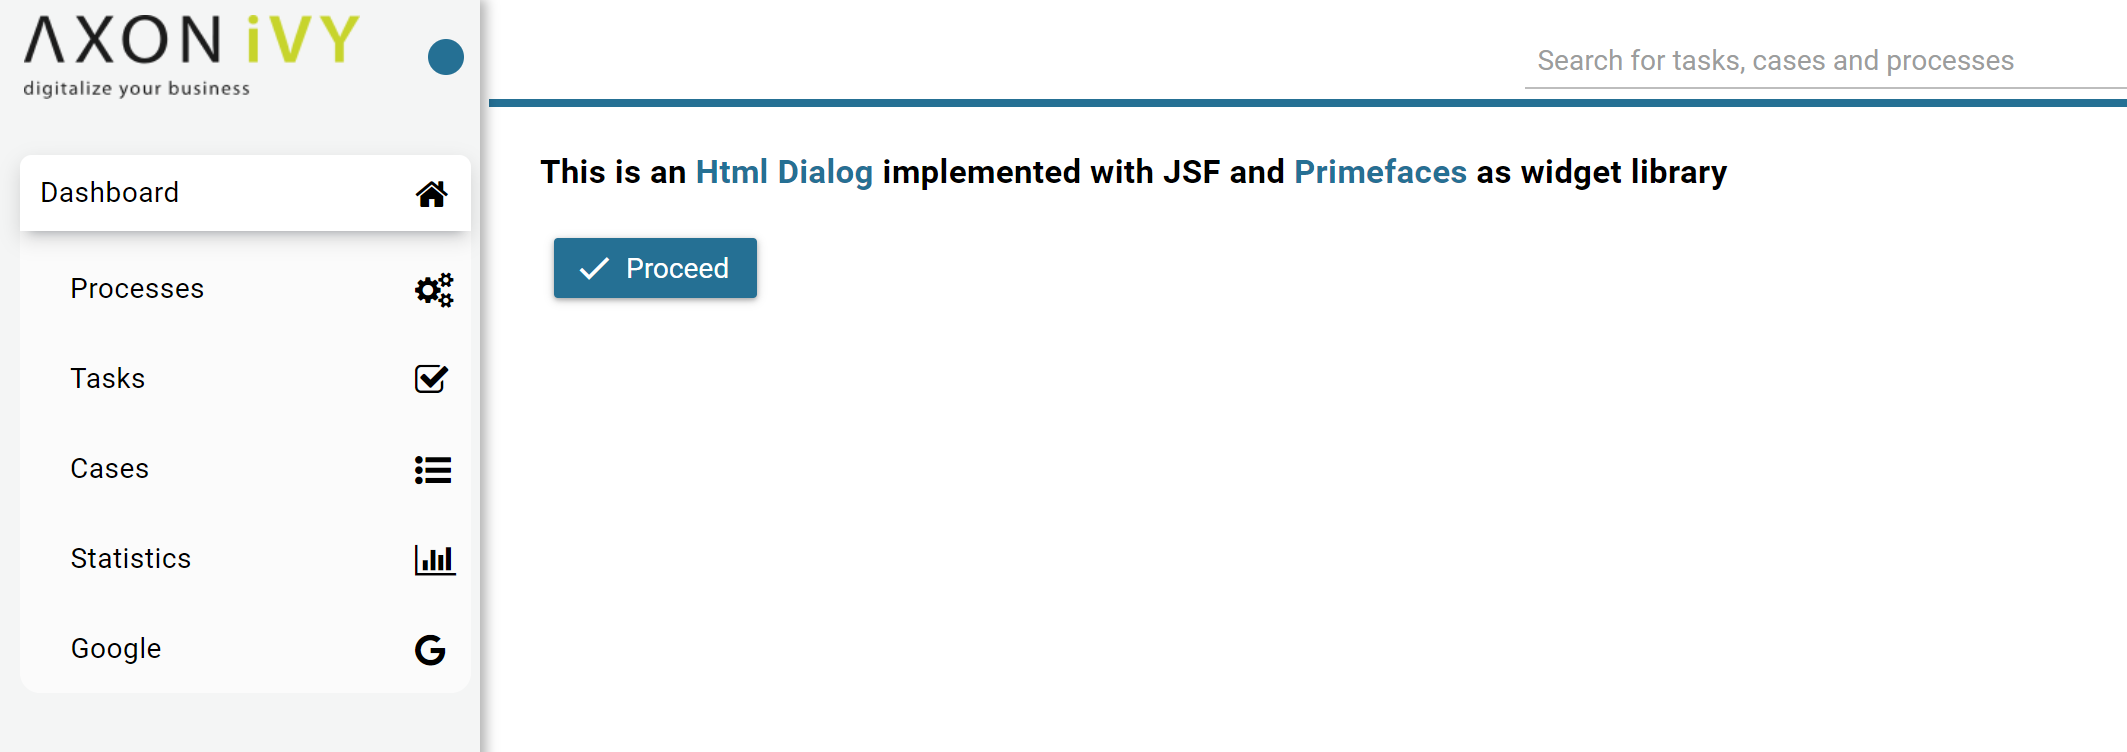 AXON iVY
digitalize your business
Search for tasks, cases and processes
Dashboard
Processes
Tasks
Cases
Statistics
Google
This is an Html Dialog implemented with JSF and Primefaces as widget library
Proceed